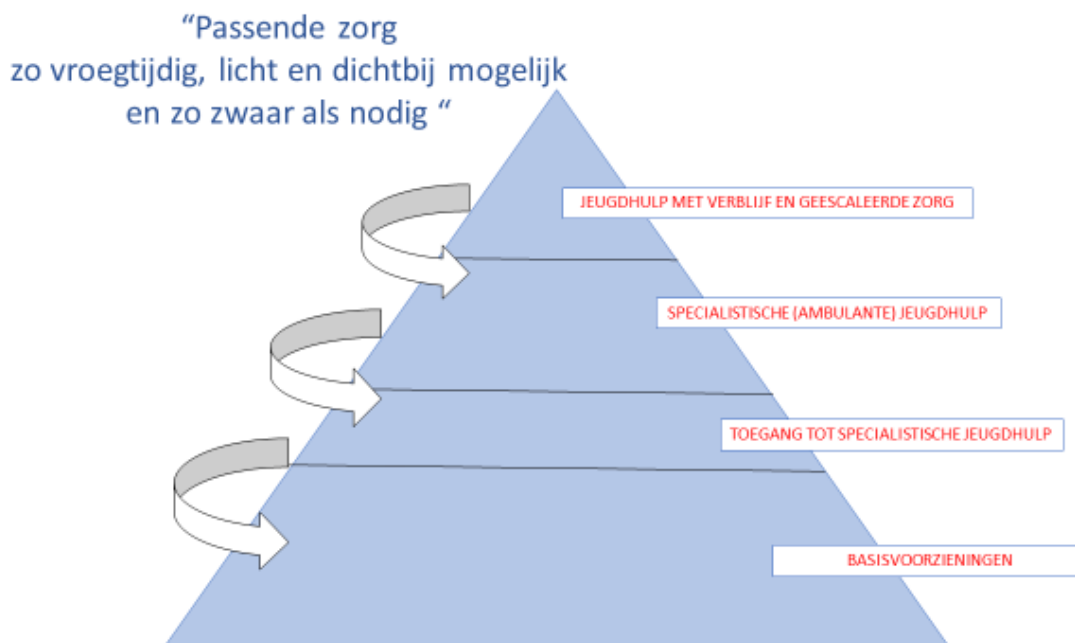 “Passende zorg
zo vroegtijdig, licht en dichtbij mogelijk
en zo zwaar als nodig “
JEUGDHULP MET VERBLIJF EN GEESCALEERDE ZORG
SPECIALISTISCHE (AMBULANTE) JEUGDHULP
TOEGANG TOT SPECIALISTISCHE JEUGDHULP
BASISVOORZIENINGEN